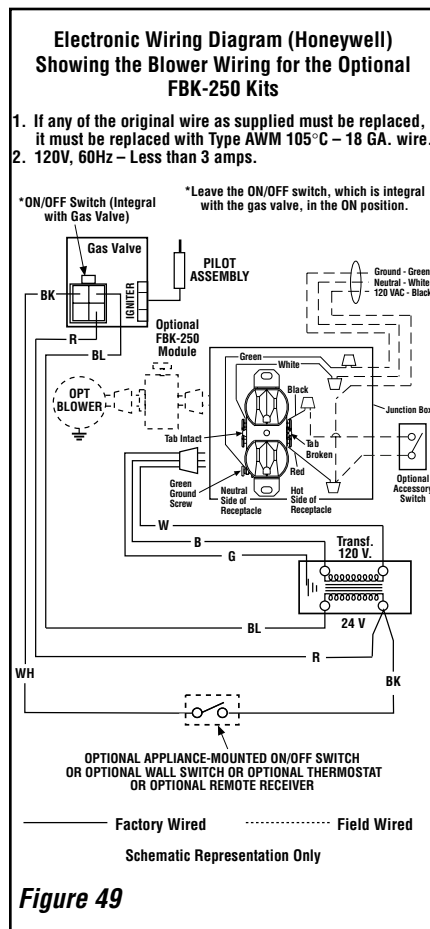 Electronic Wiring Diagram (Honeywell)
Showing the Blower Wiring for the Optional
FBK-250 Kits
1. If any of the original wire as supplied must be replaced,
it must be replaced with Type AWM 105°C – 18 GA. wire.
2. 120V, 60Hz – Less than 3 amps.
*ON/OFF Switch (Integral
with Gas Valve)
*Leave the ON/OFF switch, which is integral
with the gas valve, in the ON position.
Gas Valve
IGNITER
PILOT
ASSEMBLY
Ground - Green
Neutral - White
120 VAC - Black
BK
R
BL
Optional
FBK-250
Module
OPT
BLOWER
Green
White
Black
Junction Box
Tab Intact
Tab
Broken
Red
Green
Ground
Screw
Neutral
Side of
Receptacle
Hot
Side of
Receptacle
Optional
Accessory
Switch
W
B
G
Transf.
120 V.
24 V
BL
R
WH
BK
OPTIONAL APPLIANCE-MOUNTED ON/OFF SWITCH
OR OPTIONAL WALL SWITCH OR OPTIONAL THERMOSTAT
OR OPTIONAL REMOTE RECEIVER
Factory Wired
Field Wired
Schematic Representation Only
Figure 49